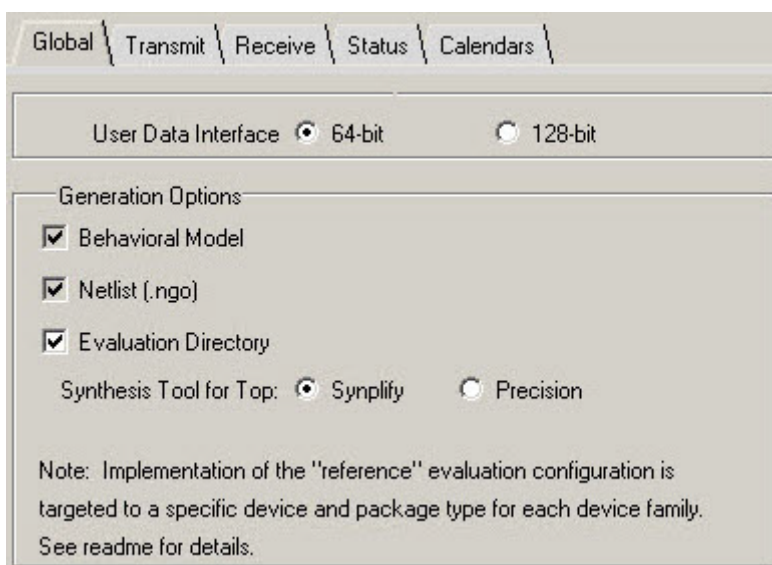 Global Transmit Receive Status Calendars
User Data Interface 64-bit 128-bit
Generation Options
Behavioral Model
Netlist (.ngo)
Evaluation Directory
Synthesis Tool for Top: Synplify Precision
Note: Implementation of the "reference" evaluation configuration is
targeted to a specific device and package type for each device family.
See readme for details.